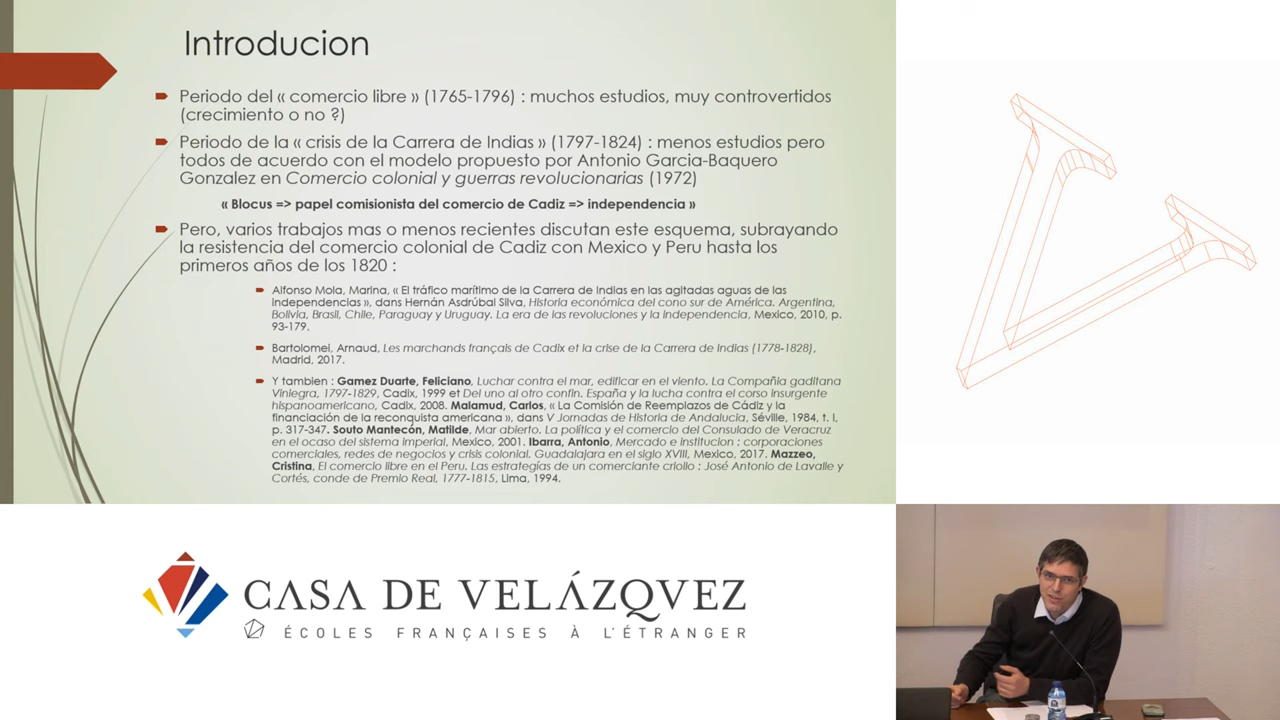 Introducion
Periodo del « comercio libre » (1765-1796) : muchos estudios, muy controvertidos
(crecimiento o no ?)
Periodo de la « crisis de la Carrera de Indias » (1797-1824) : menos estudios pero
todos de acuerdo con el modelo propuesto por Antonio Garcia-Baquero
Gonzalez en Comercio colonial y guerras revolucionarias (1972)
« Blocus => papel comisionista del comercio de Cadiz => independencia »
Pero, varios trabajos mas o menos recientes discutan este esquema, subrayando
la resistencia del comercio colonial de Cadiz con Mexico y Peru hasta los
primeros años de los 1820 :
Alfonso Mola, Marina, « El tráfico marítimo de la Carrera de Indias en las agitadas aguas de las
independencias », dans Hernán Asdrúbal Silva, Historia económica del cono sur de América. Argentina,
Bolivia, Brasil, Chile, Paraguay y Uruguay. La era de las revoluciones y la independencia, Mexico, 2010, p.
93-179.
Bartolomei, Arnaud, Les marchands français de Cadix et la crise de la Carrera de Indias (1778-1828),
Madrid, 2017.
Y tambien : Gamez Duarte, Feliciano, Luchar contra el mar, edificar en el viento. La Compañia gaditana
Viniegra, 1797-1829, Cadix, 1999 et Del uno al otro confin. España y la lucha contra el corso insurgente
hispanoamericano, Cadix, 2008. Malamud, Carlos, « La Comisión de Reemplazos de Cádiz y la
financiación de la reconquista americana », dans V Jornadas de Historia de Andalucia, Séville, 1984, t. I,
p. 317-347. Souto Mantecón, Matilde, Mar abierto. La política y el comercio del Consulado de Veracruz
en el ocaso del sistema imperial, Mexico, 2001. Ibarra, Antonio, Mercado e institucion : corporaciones
comerciales, redes de negocios y crisis colonial. Guadalajara en el siglo XVIII, Mexico, 2017. Mazzeo,
Cristina, El comercio libre en el Peru. Las estrategías de un comerciante criollo : José Antonio de Lavalle y
Cortés, conde de Premio Real, 1777-1815, Lima, 1994.
CASA DE VELÁZQVEZ
ÉCOLES FRANÇAISES À L'ÉTRANGER